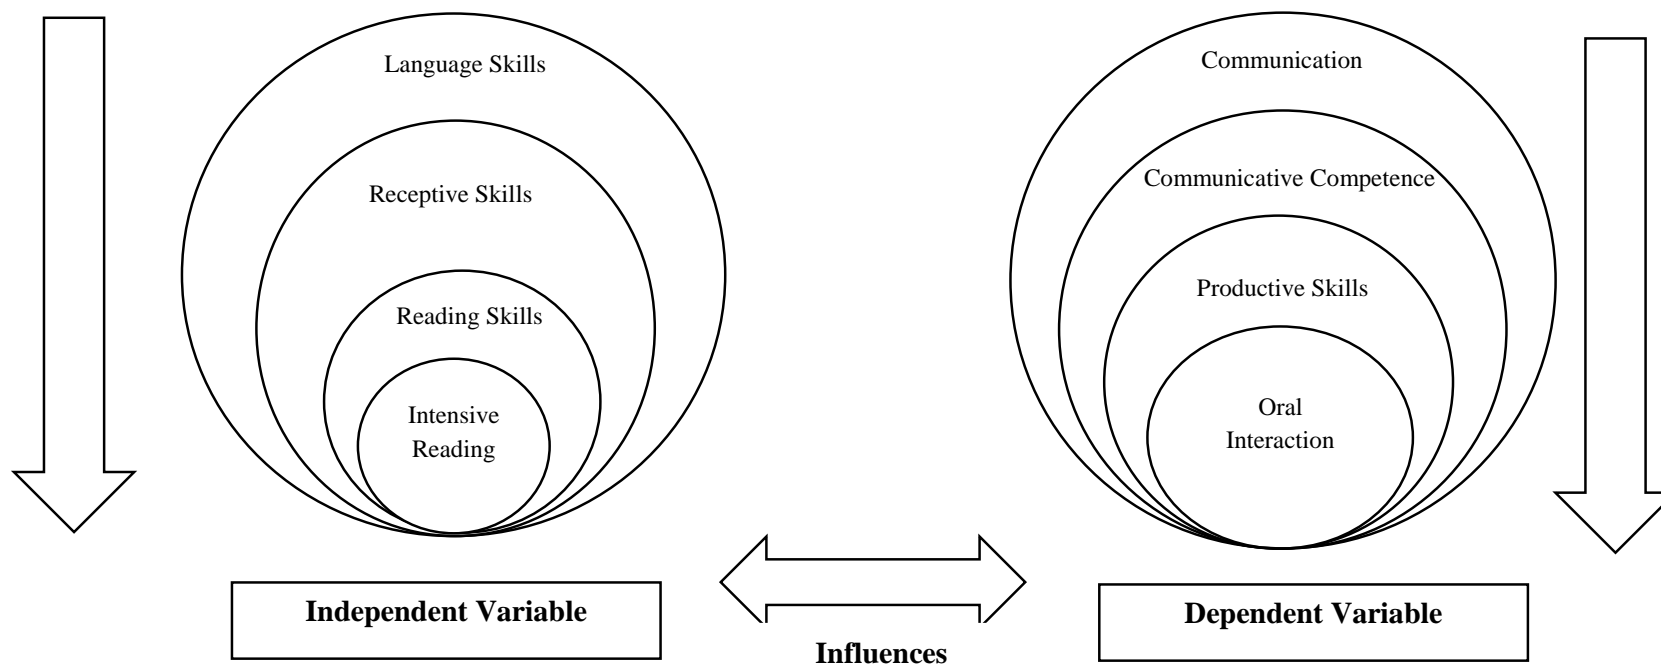 Language Skills
Receptive Skills
Reading Skills
Intensive
Reading
Independent Variable
Communication
Communicative Competence
Productive Skills
Oral
Interaction
Dependent Variable
Influences